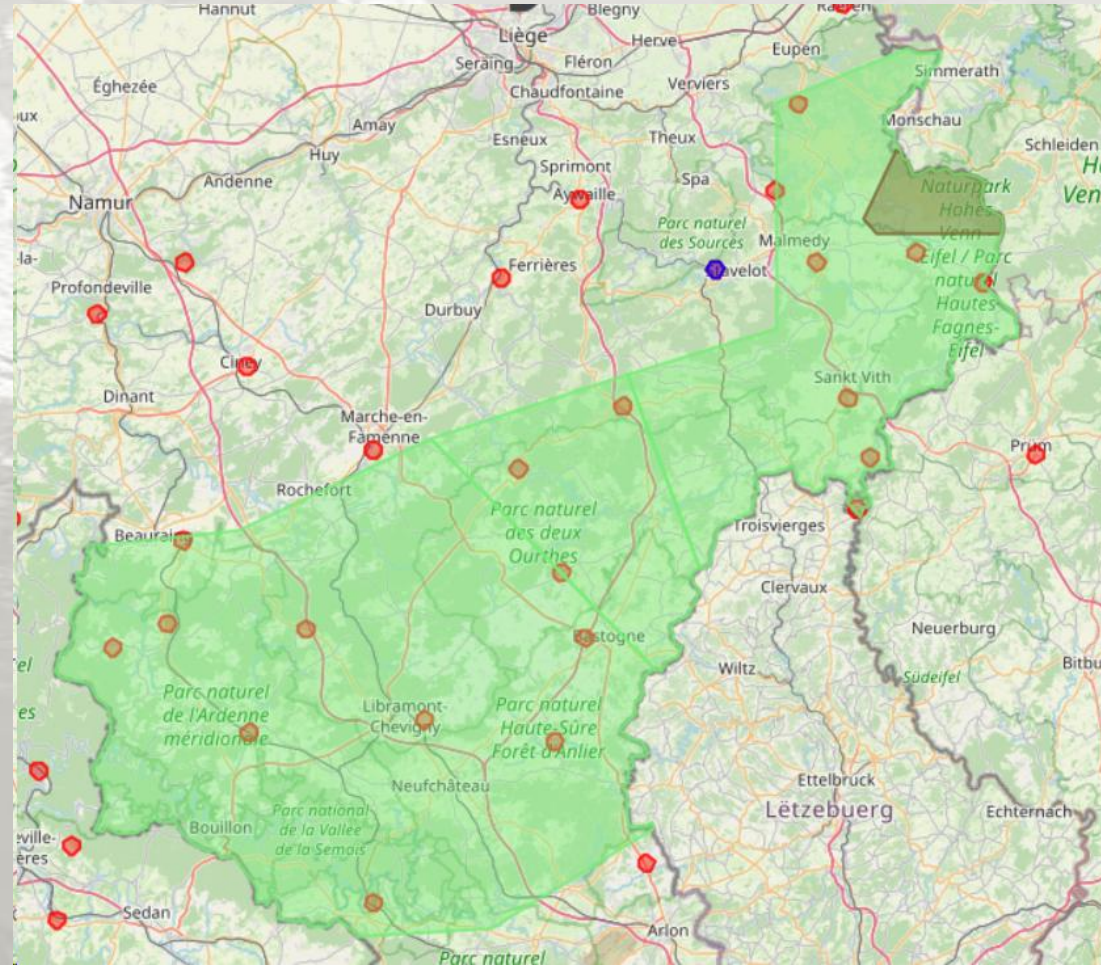 Hannut
Blegny
Liège
Herve
Eupen
Seraing
Fléron
Simmerath
Éghezée
Chaudfontaine
Verviers
Amay
Monschau
Esneux
Theux
Schleiden
Huy
Sprimont
Andenne
Spa
Aywaille
Naturpark
Hohes
Venn
Eifel / Parc
naturel
Hautes-
Fagnes-
Eifel
Namur
Parc naturel
des Sources
Malmedy
Ferrières
Profondeville
Durbuy
Ciney
Sankt Vith
Dinant
Marche-en-
Famenne
Prüm
Rochefort
Parc naturel
des deux
Ourthes
Troisvierges
Clervaux
Neuerburg
Bastogne
Wiltz
Südeifel
Parc naturel
de l'Ardenne
méridionale
Libramont-
Chevigny
Parc naturel
Haute-Sûre
Forêt d'Anlier
Neufchâteau
Ettelbruck
Lëtzebuerg
Echternach
Parc national
de la Vallée
de la Semois
Bouillon
Sedan
Arlon
Parc naturel